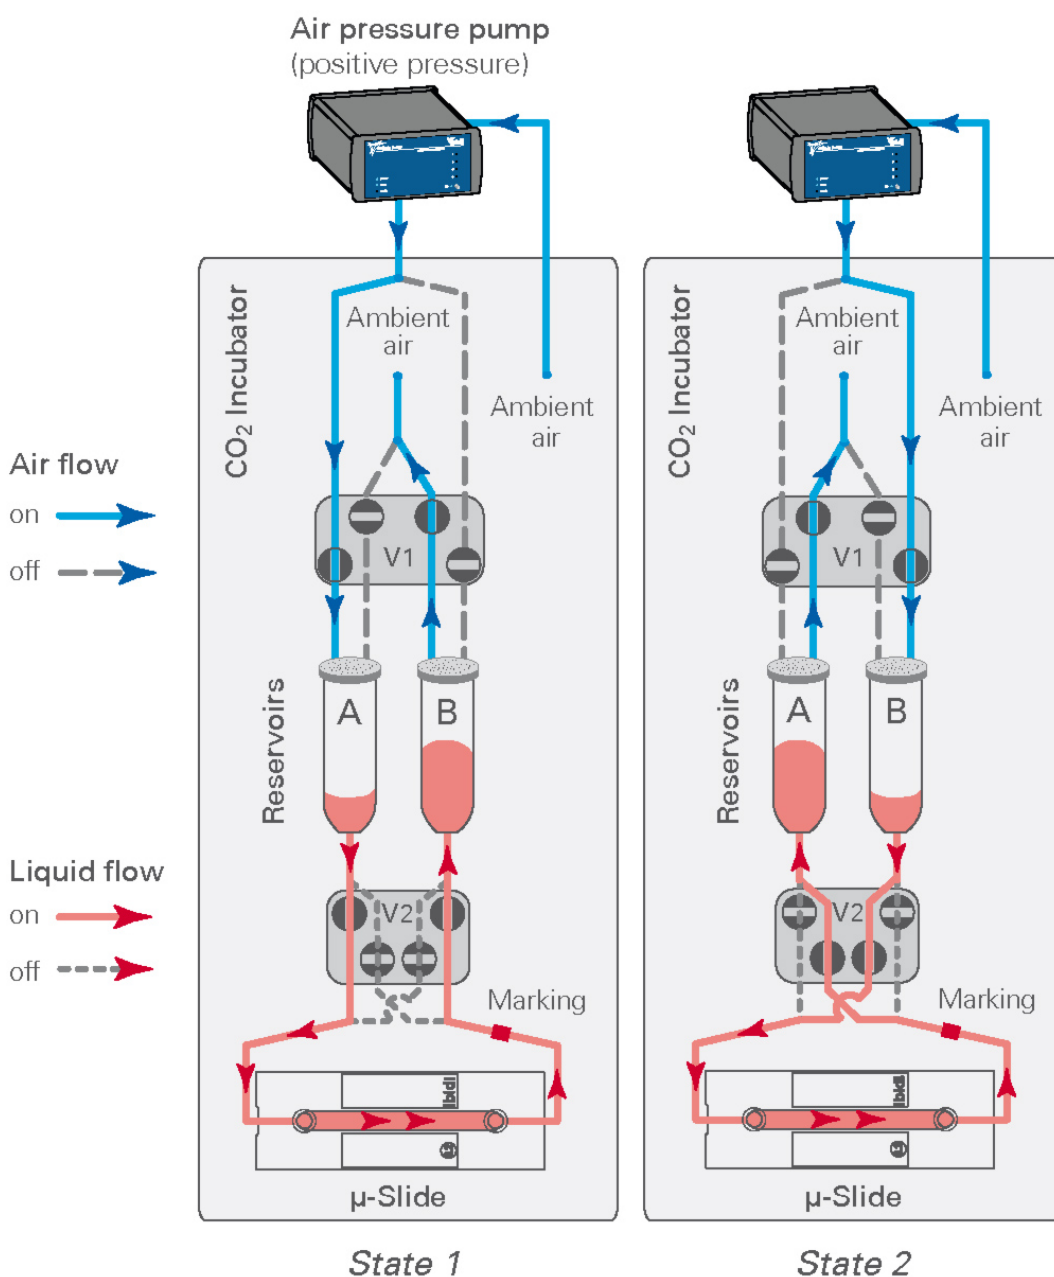 Air pressure pump
(positive pressure)
CO₂ Incubator
Ambient
air
Ambient
air
CO₂ Incubator
Ambient
air
Ambient
air
Air flow
on
off
V1
V1
Reservoirs
A
B
Reservoirs
A
B
Liquid flow
on
off
V2
V2
Marking
Marking
ibidi
ibidi
µ-Slide
µ-Slide
State 1
State 2